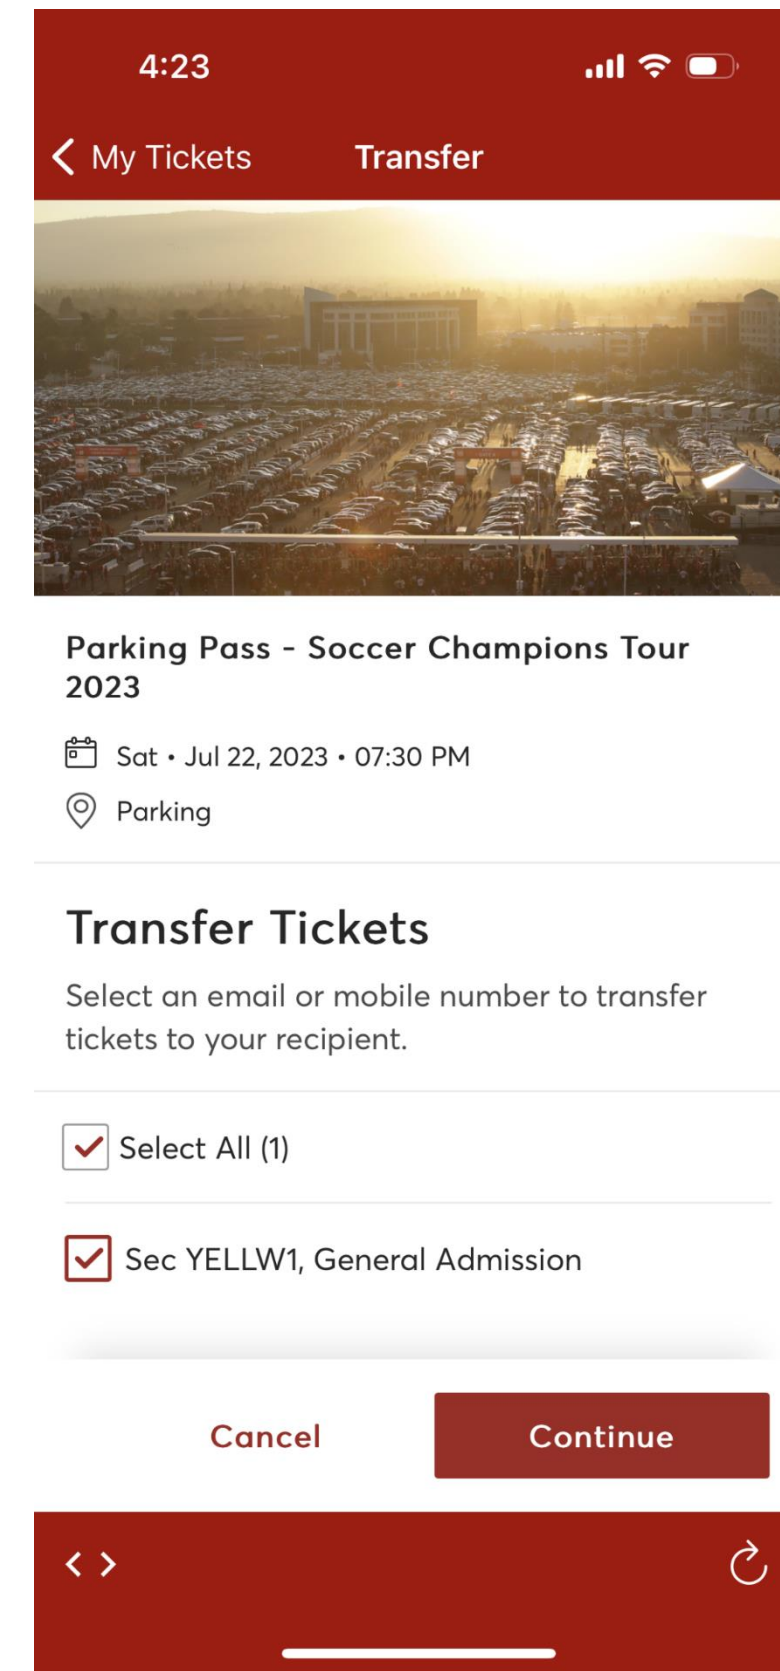 4:23
My Tickets
Transfer
Parking Pass - Soccer Champions Tour
2023
Sat • Jul 22, 2023 • 07:30 PM
Parking
Transfer Tickets
Select an email or mobile number to transfer
tickets to your recipient.
Select All (1)
Sec YELLW1, General Admission
Cancel
Continue